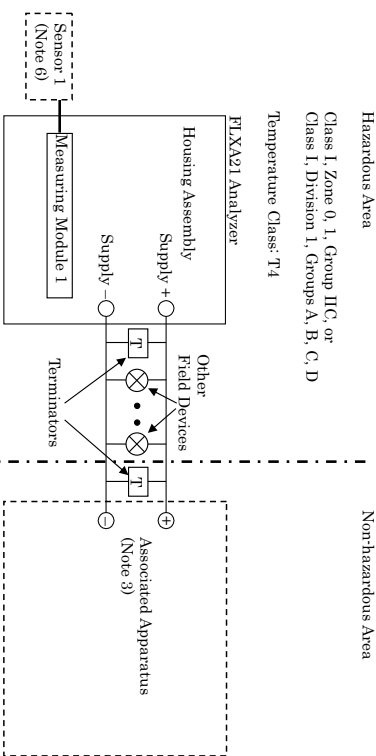 Hazardous Area
Non-hazardous Area
Class I, Zone 0, 1, Group IIC, or
Class I, Division 1, Groups A, B, C, D
Temperature Class: T4
FLXA21 Analyzer
Housing Assembly
Supply +
Supply –
Measuring Module 1
Sensor 1
(Note 6)
Other
Field Devices
T
T
Terminators
+
–
Associated Apparatus
(Note 3)